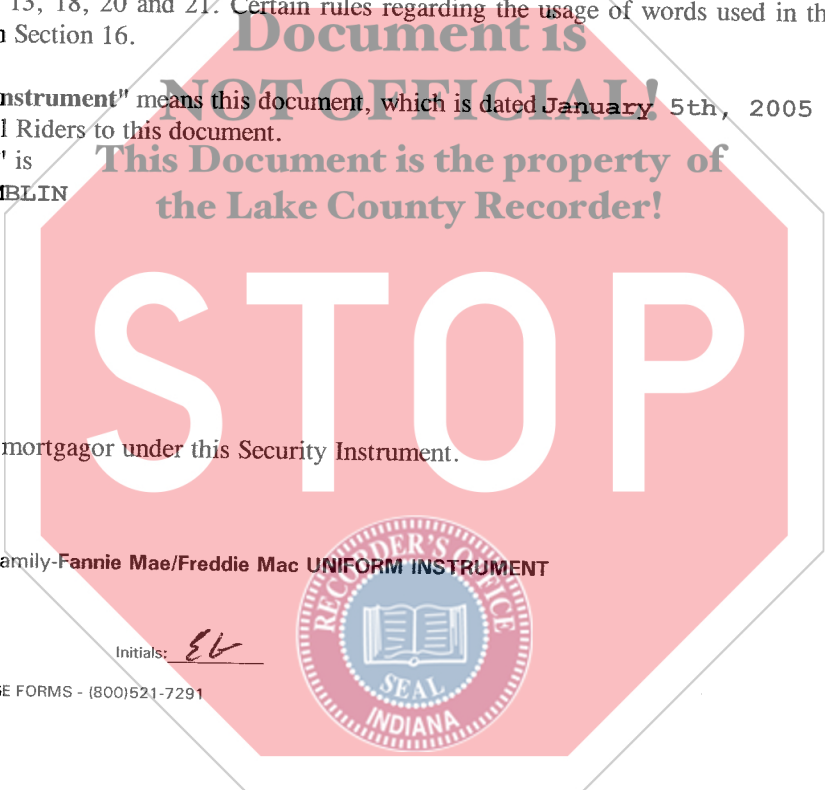 13, 18, 20 and 21. Certain rules regarding the usage of words used in th
Section 16.
Document is
nstrument" means this document, which is dated January 5th, 2005
NOT OFFICIAL!
l Riders to this document.
" is
This Document is the property of
BLIN
the Lake County Recorder!
STOP
mortgagor under this Security Instrument.
amily-Fannie Mae/Freddie Mac UNIFORM INSTRUMENT
RECORDER'S OFFICE
Initials: EG
SEAL
E FORMS - (800)521-7291
INDIANA